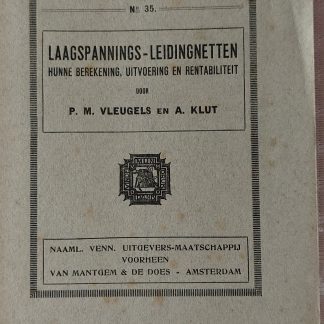 No. 35.
LAAGSPANNINGS-LEIDINGNETTEN
HUNNE BEREKENING, UITVOERING EN RENTABILITEIT
DOOR
P. M. VLEUGELS EN A. KLUT
NAAML. VENN. UITGEVERS-MAATSCHAPPIJ
VOORHEEN
VAN MANTGEM & DE DOES - AMSTERDAM